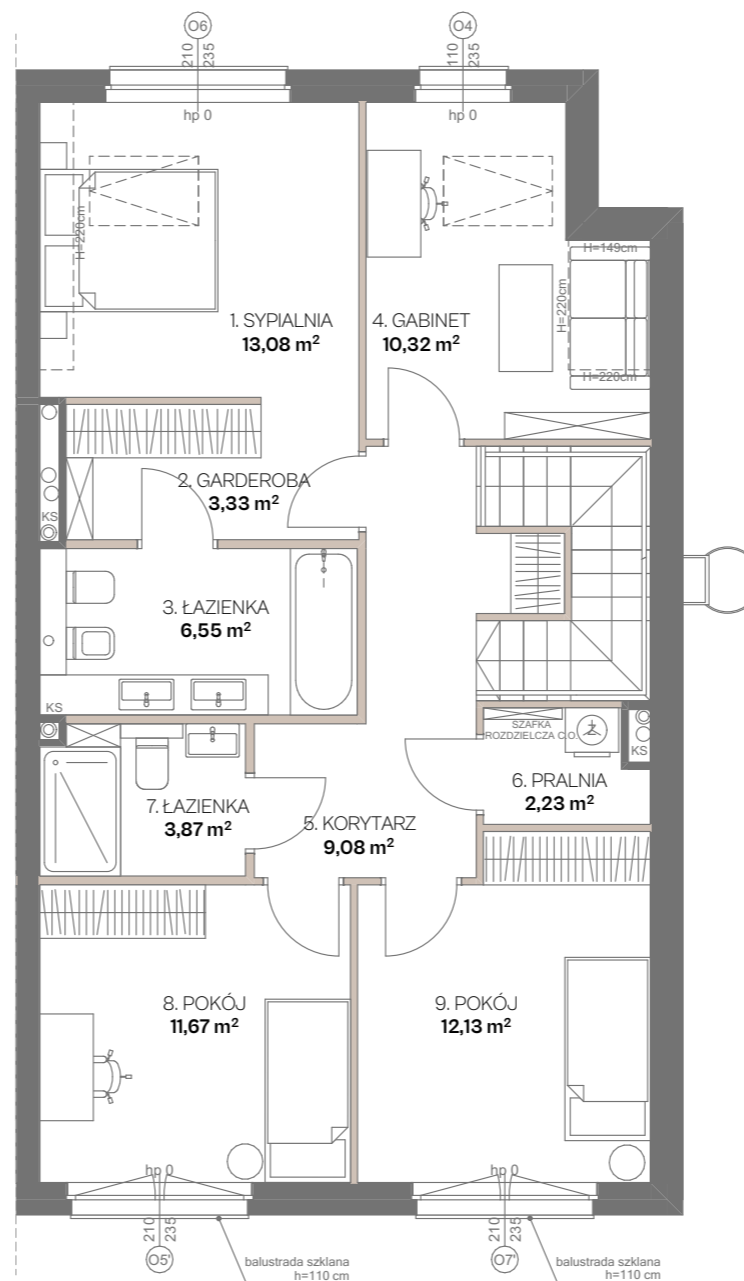 O6
210
235
hp 0
O4
110
235
hp 0
H=220cm
H=149cm
H=220cm
H=220cm
1. SYPIALNIA
13,08 m²
4. GABINET
10,32 m²
2. GARDEROBA
3,33 m²
KS
3. ŁAZIENKA
6,55 m²
KS
SZAFKA
ROZDZIELCZA C.O.
KS
6. PRALNIA
2,23 m²
7. ŁAZIENKA
3,87 m²
5. KORYTARZ
9,08 m²
8. POKÓJ
11,67 m²
9. POKÓJ
12,13 m²
hp 0
210
235
O5'
balustrada szklana
h=110 cm
hp 0
210
235
O7'
balustrada szklana
h=110 cm